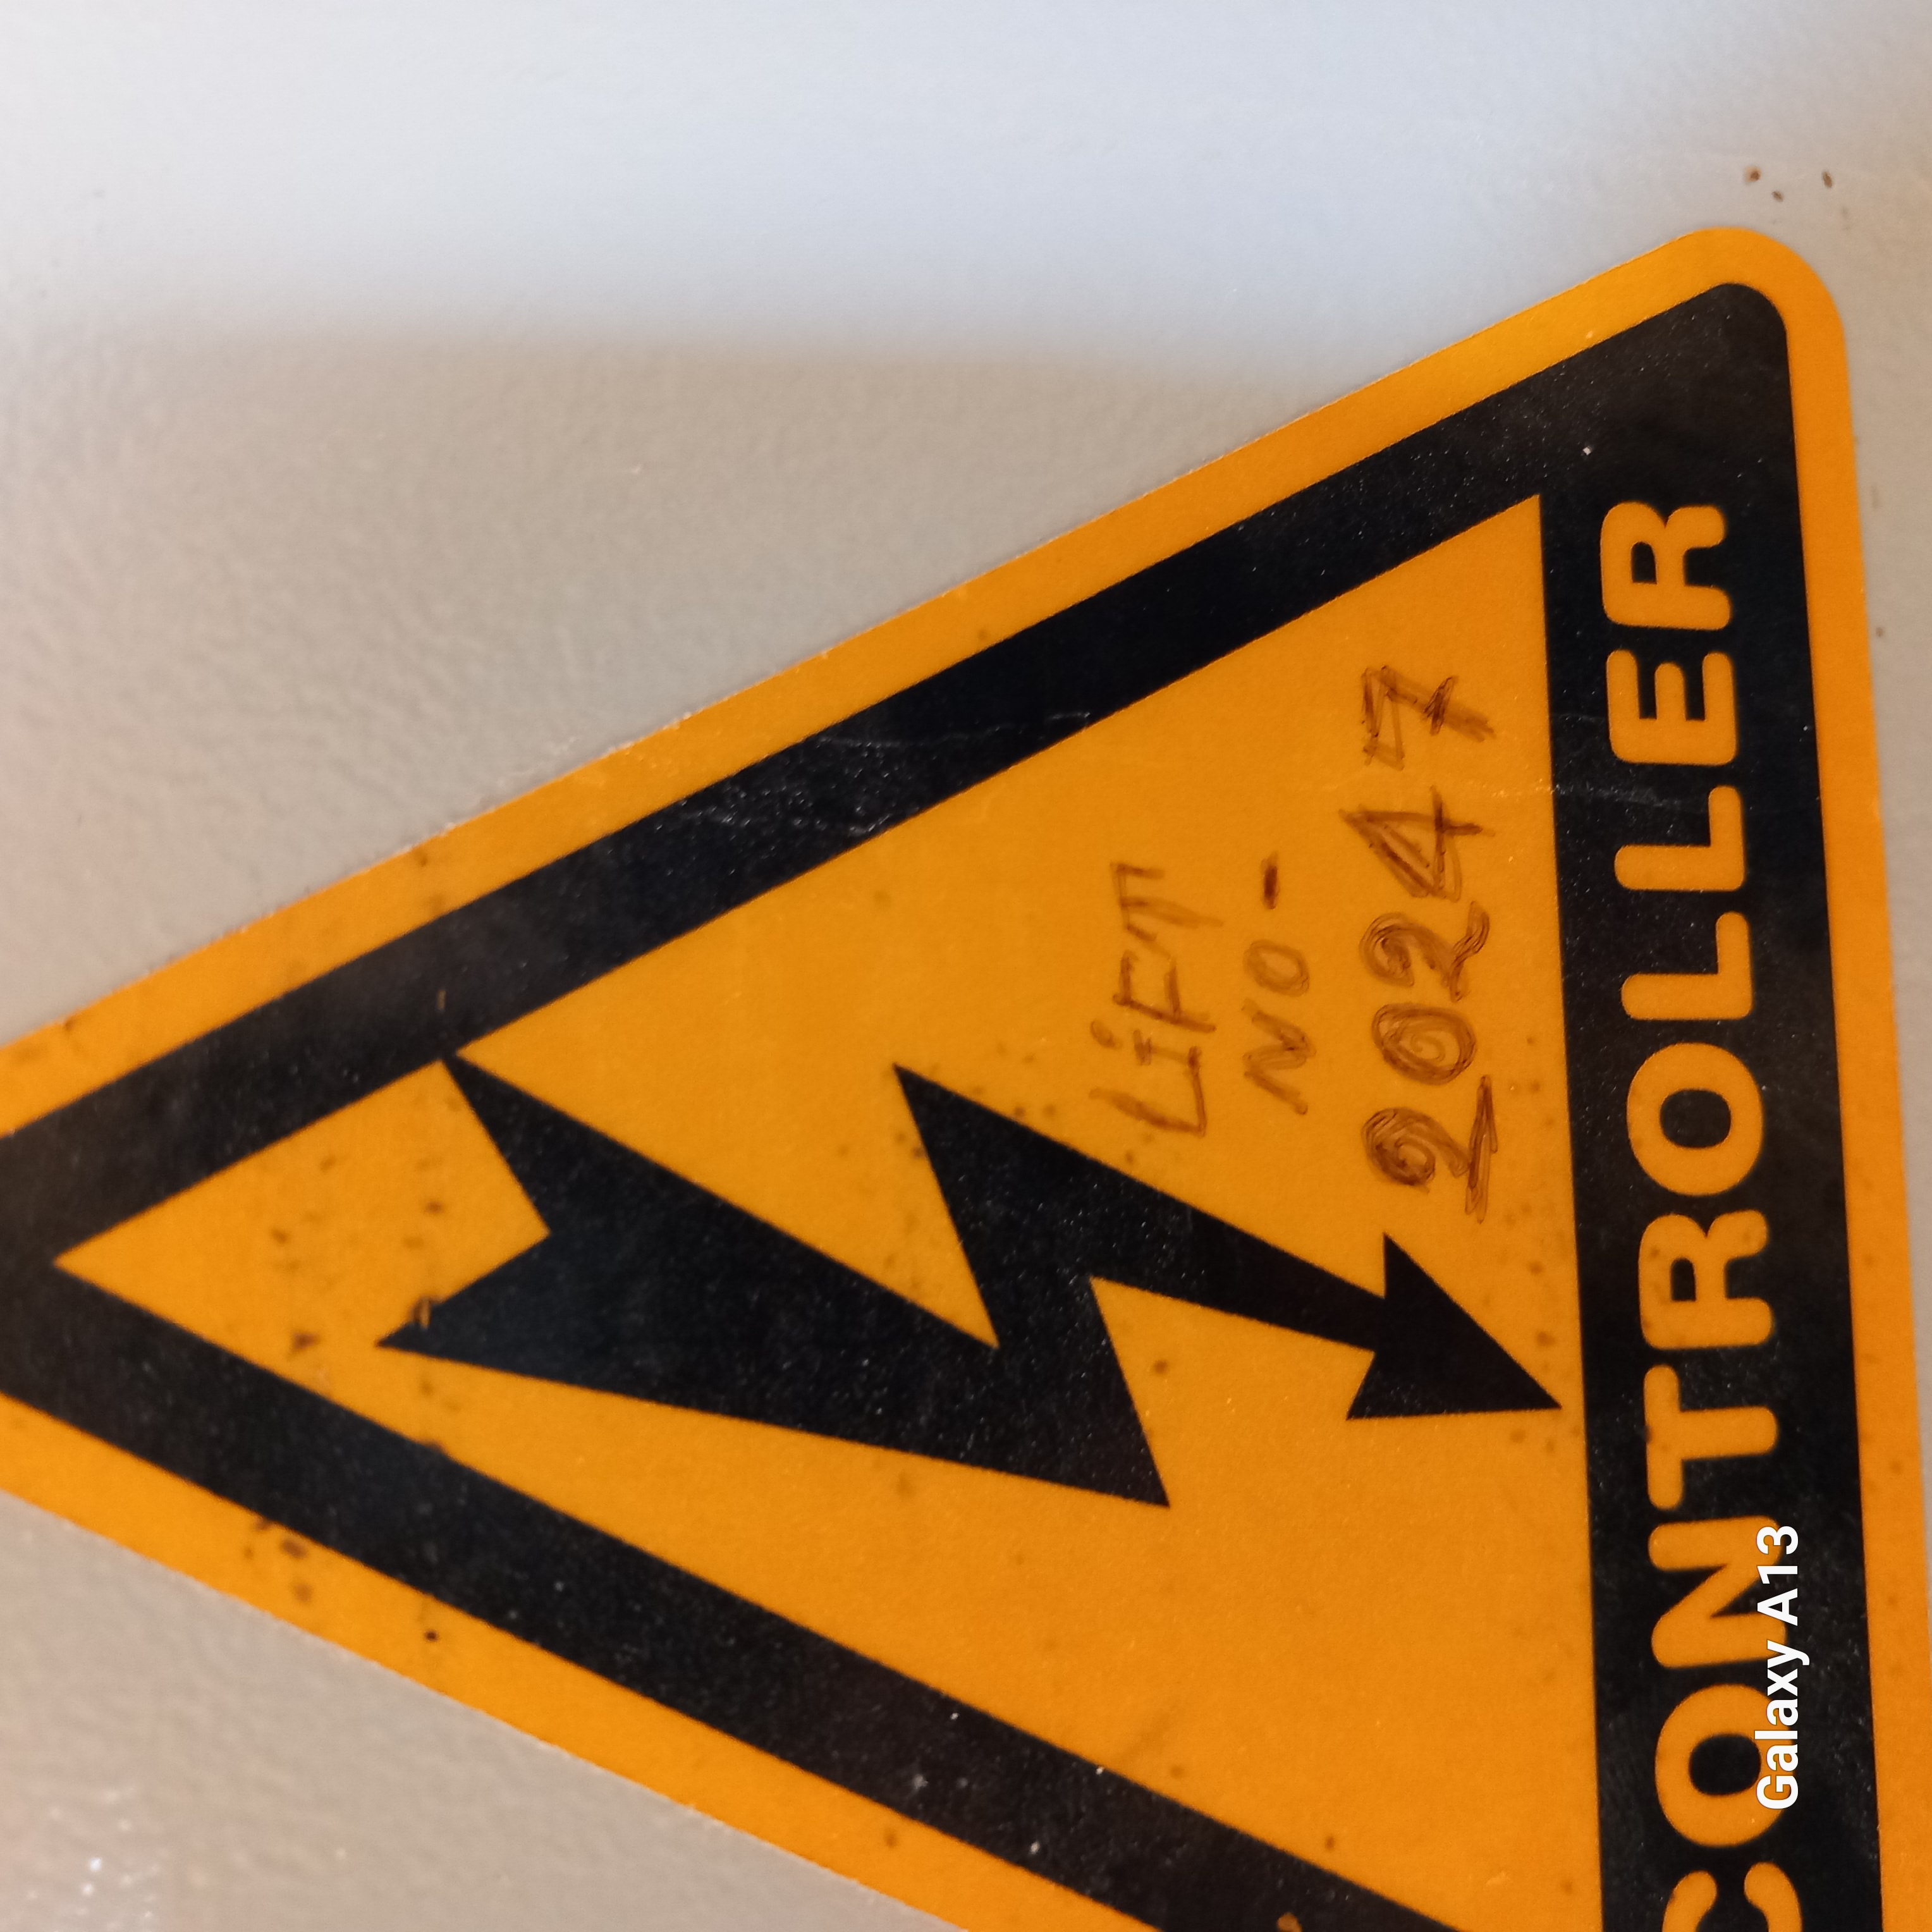 LiFT
NO-
20247
CONTROLLER
Galaxy A13